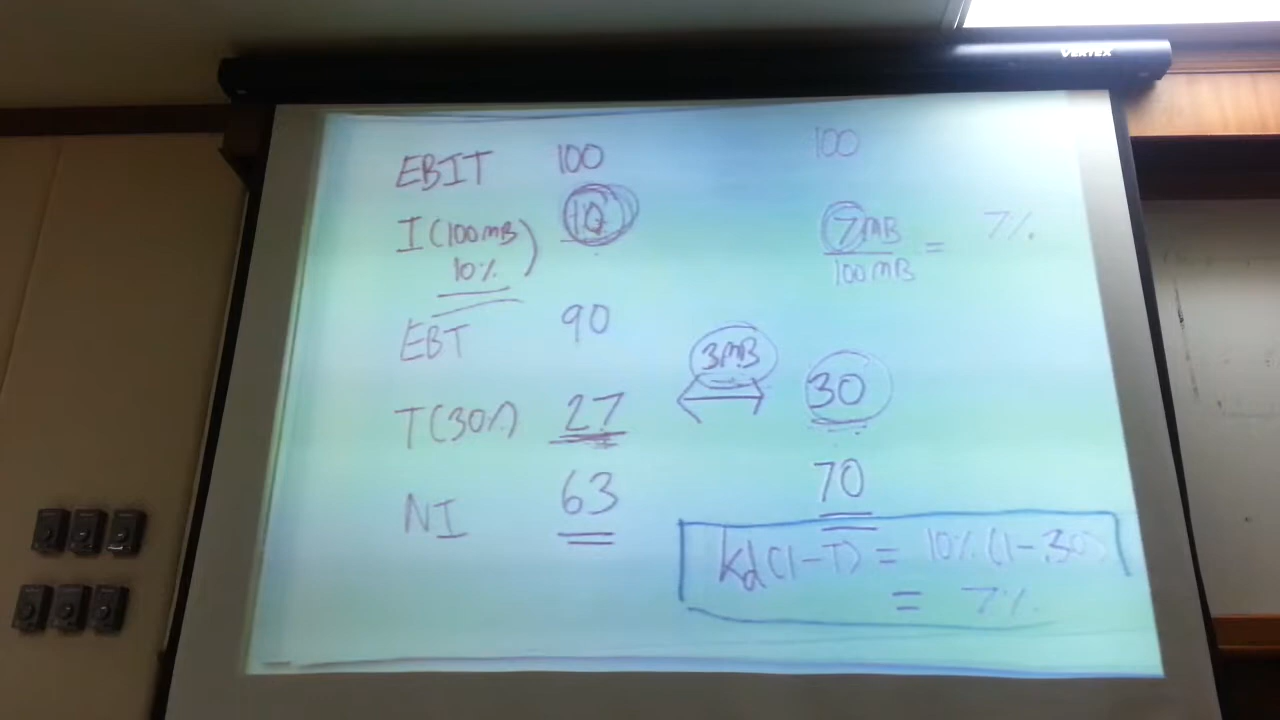 VERTEX
EBIT 100 100
I (100MB) 10 7MB = 7%
10% 100MB
EBT 90
3MB
T(30%) 27 30
NI 63 70
Kd(1-T) = 10% (1-.30)
= 7%